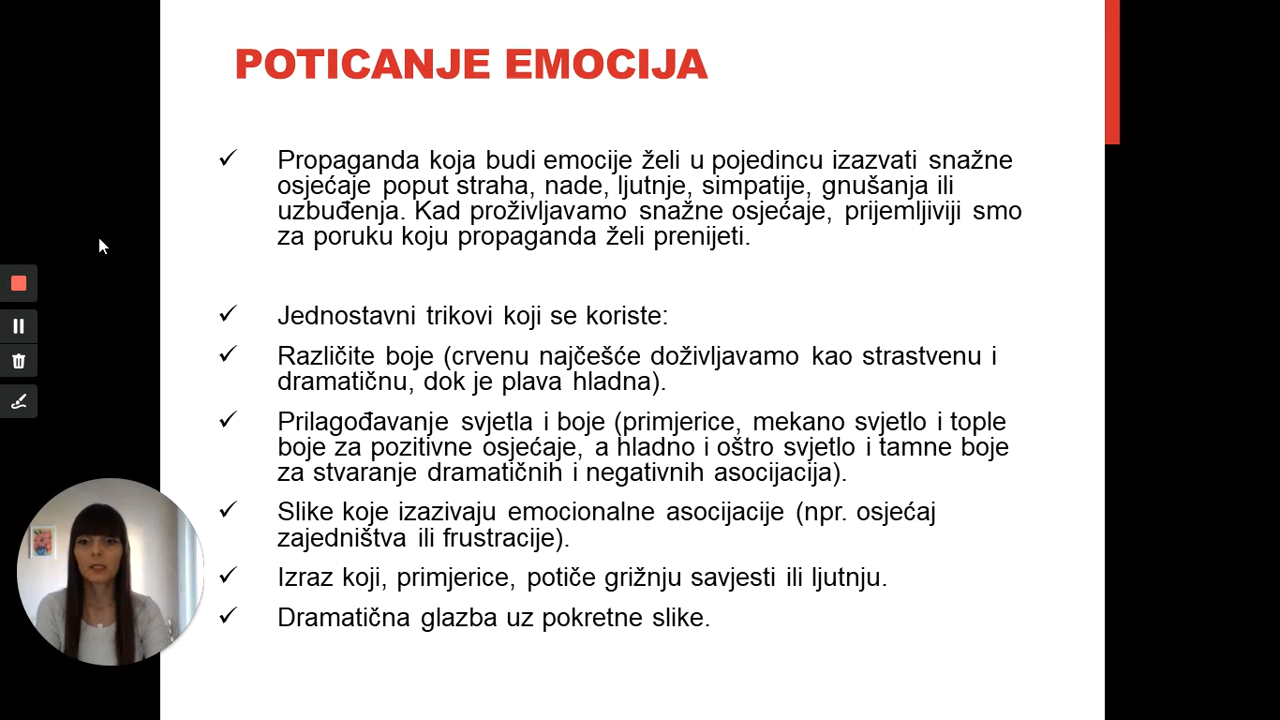 POTICANJE EMOCIJA
✓ Propaganda koja budi emocije želi u pojedincu izazvati snažne
osjećaje poput straha, nade, ljutnje, simpatije, gnušanja ili
uzbuđenja. Kad proživljavamo snažne osjećaje, prijemljiviji smo
za poruku koju propaganda želi prenijeti.
✓ Jednostavni trikovi koji se koriste:
✓ Različite boje (crvenu najčešće doživljavamo kao strastvenu i
dramatičnu, dok je plava hladna).
✓ Prilagođavanje svjetla i boje (primjerice, mekano svjetlo i tople
boje za pozitivne osjećaje, a hladno i oštro svjetlo i tamne boje
za stvaranje dramatičnih i negativnih asocijacija).
✓ Slike koje izazivaju emocionalne asocijacije (npr. osjećaj
zajedništva ili frustracije).
✓ Izraz koji, primjerice, potiče grižnju savjesti ili ljutnju.
✓ Dramatična glazba uz pokretne slike.